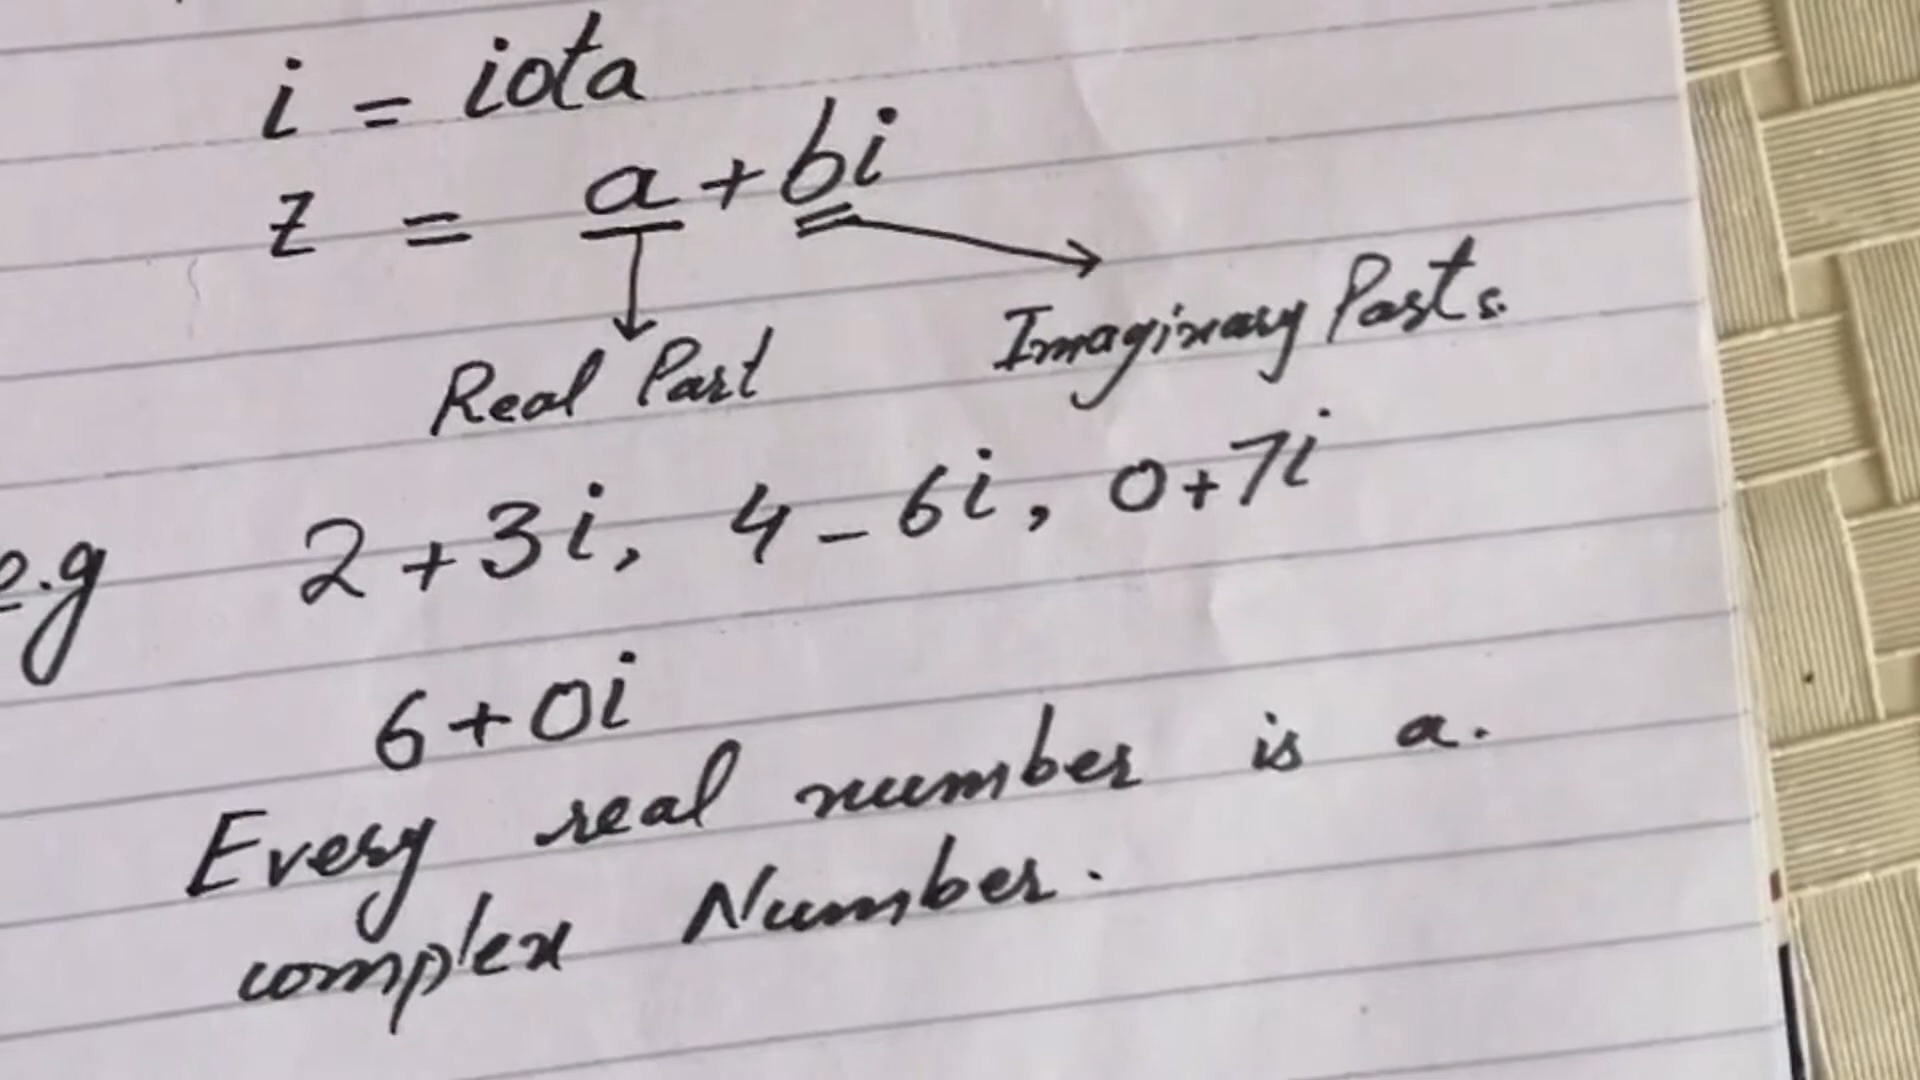 i = iota
z = a + bi
Real Part Imaginary Parts.
e.g 2 + 3i, 4 - 6i, 0 + 7i
6 + 0i
Every real number is a.
complex Number.